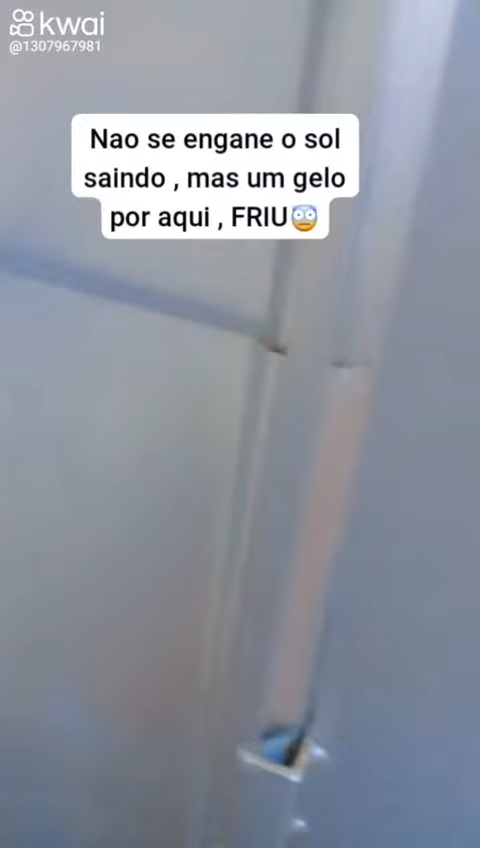 kwai
@1307967981
Nao se engane o sol
saindo , mas um gelo
por aqui , FRIU😨